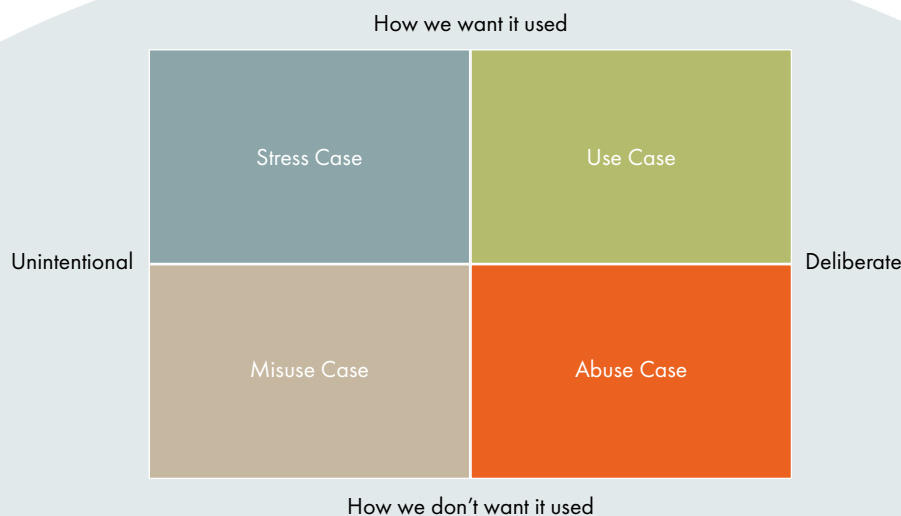 How we want it used
Stress Case
Use Case
Unintentional
Deliberate
Misuse Case
Abuse Case
How we don’t want it used